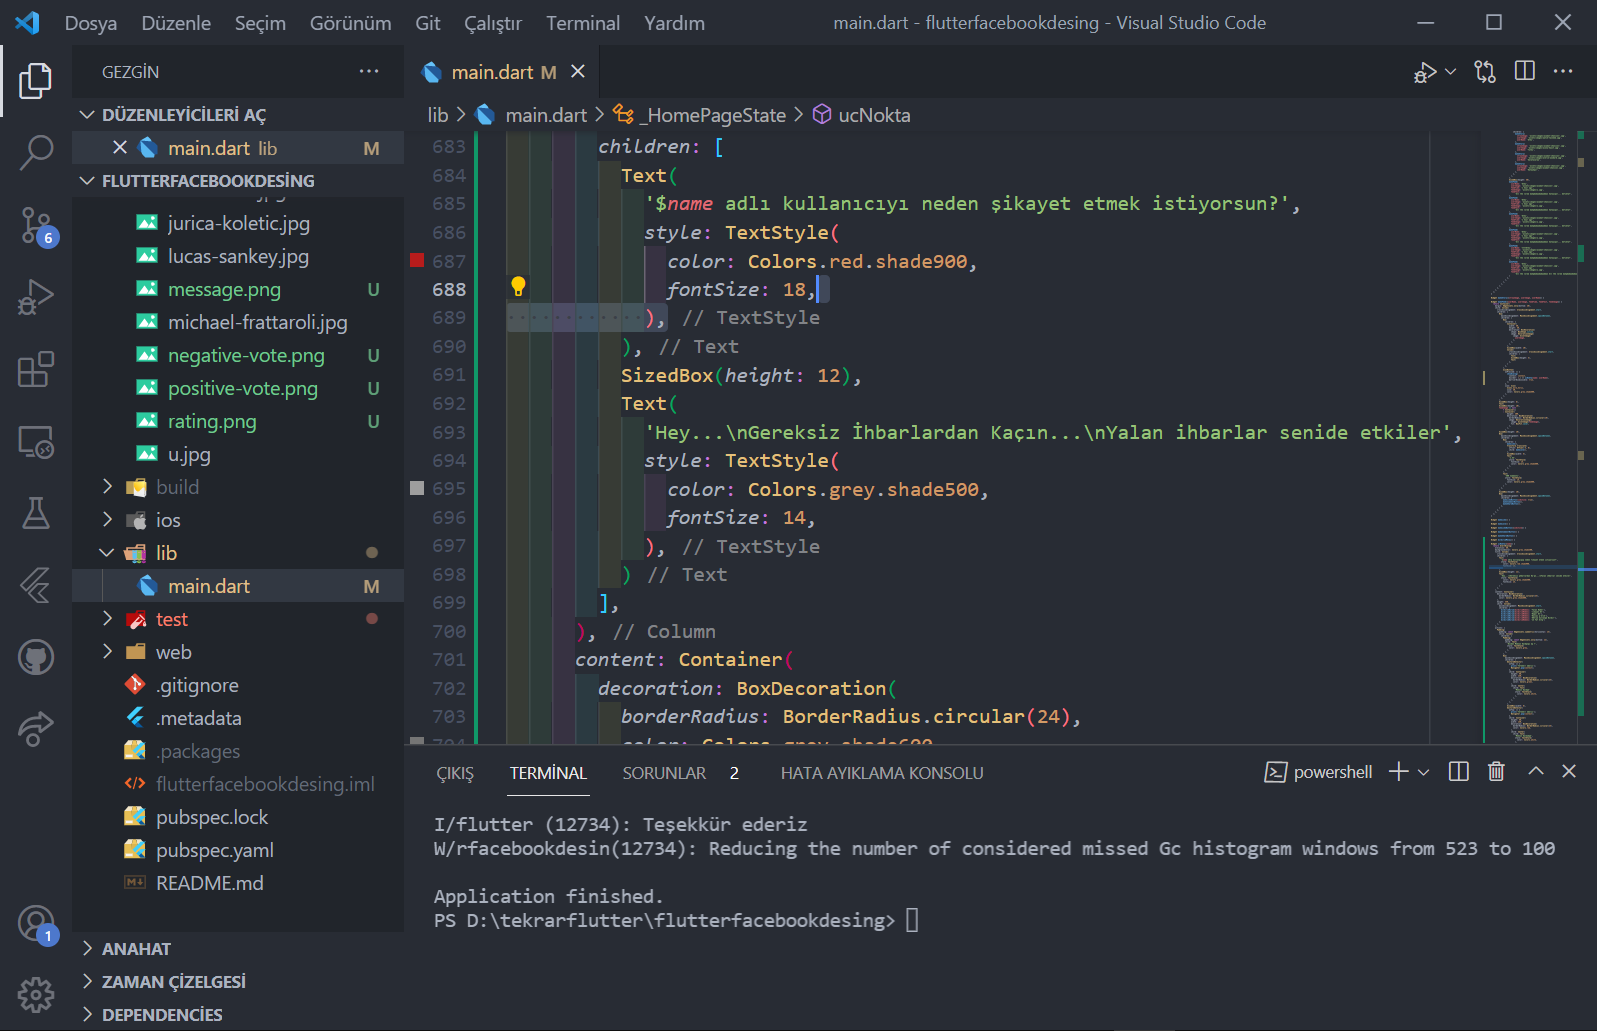 Dosya Düzenle Seçim Görünüm Git Çalıştır Terminal Yardım main.dart - flutterfacebookdesing - Visual Studio Code
GEZGİN
DÜZENLEYİCİLERİ AÇ
main.dart lib M
FLUTTERFACEBOOKDESİNG
jurica-koletic.jpg
lucas-sankey.jpg
message.png U
michael-frattaroli.jpg
negative-vote.png U
positive-vote.png U
rating.png U
u.jpg
build
ios
lib
main.dart M
test
web
.gitignore
.metadata
.packages
flutterfacebookdesing.iml
pubspec.lock
pubspec.yaml
README.md
ANAHAT
ZAMAN ÇİZELGESİ
DEPENDENCİES
6
1
main.dart M
lib > main.dart > _HomePageState > ucNokta
683 children: [
684 Text(
685 '$name adlı kullanıcıyı neden şikayet etmek istiyorsun?',
686 style: TextStyle(
687 color: Colors.red.shade900,
688 fontSize: 18,
689 ), // TextStyle
690 ), // Text
691 SizedBox(height: 12),
692 Text(
693 'Hey...\nGereksiz İhbarlardan Kaçın...\nYalan ihbarlar senide etkiler',
694 style: TextStyle(
695 color: Colors.grey.shade500,
696 fontSize: 14,
697 ), // TextStyle
698 ) // Text
699 ],
700 ), // Column
701 content: Container(
702 decoration: BoxDecoration(
703 borderRadius: BorderRadius.circular(24),
704 color: Colors.grey.shade600
ÇIKIŞ TERMİNAL SORUNLAR 2 HATA AYIKLAMA KONSOLU powershell
I/flutter (12734): Teşekkür ederiz
W/rfacebookdesin(12734): Reducing the number of considered missed Gc histogram windows from 523 to 100
Application finished.
PS D:\tekrarflutter\flutterfacebookdesing>